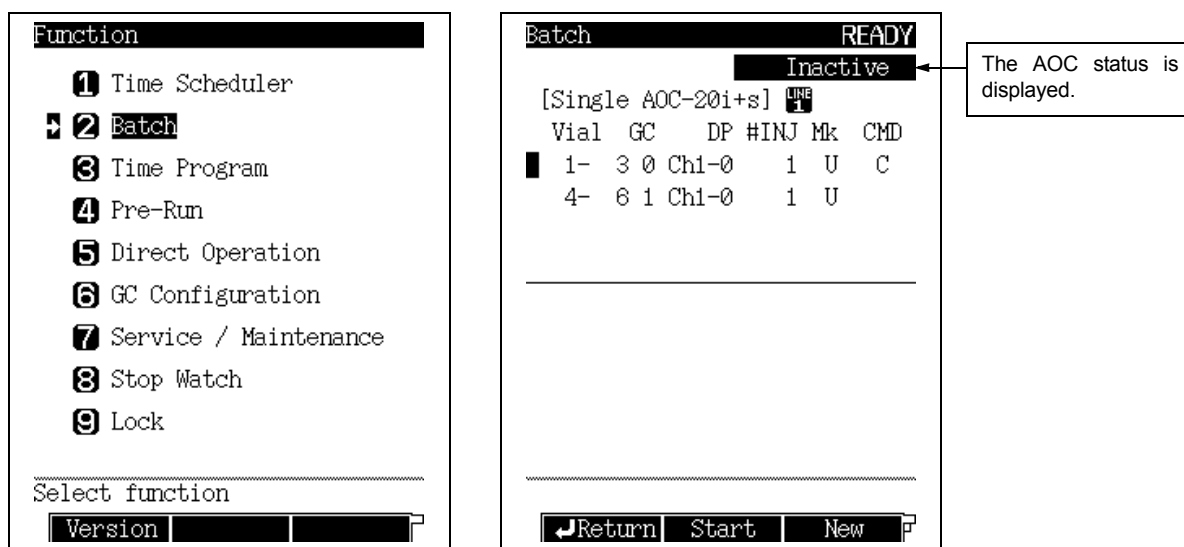 Function
1 Time Scheduler
2 Batch
3 Time Program
4 Pre-Run
5 Direct Operation
6 GC Configuration
7 Service / Maintenance
8 Stop Watch
9 Lock
Select function
Version
Batch READY
Inactive
[Single AOC-20i+s] LINE 1
Vial GC DP #INJ Mk CMD
1- 3 0 Ch1-0 1 U C
4- 6 1 Ch1-0 1 U
Return Start New
The AOC status is
displayed.